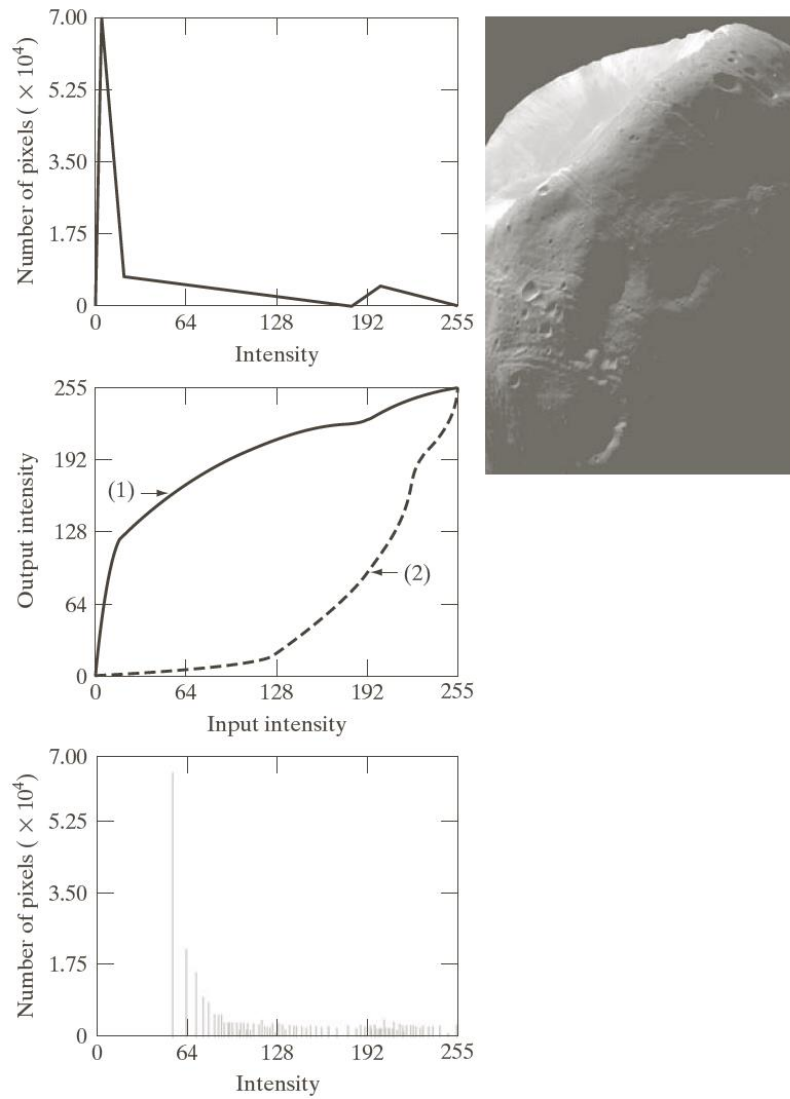 7.00
5.25
3.50
1.75
0
Number of pixels ( × 10⁴)
0 64 128 192 255
Intensity
255
192
128
64
0
Output intensity
(1)
(2)
0 64 128 192 255
Input intensity
7.00
5.25
3.50
1.75
0
Number of pixels ( × 10⁴)
0 64 128 192 255
Intensity